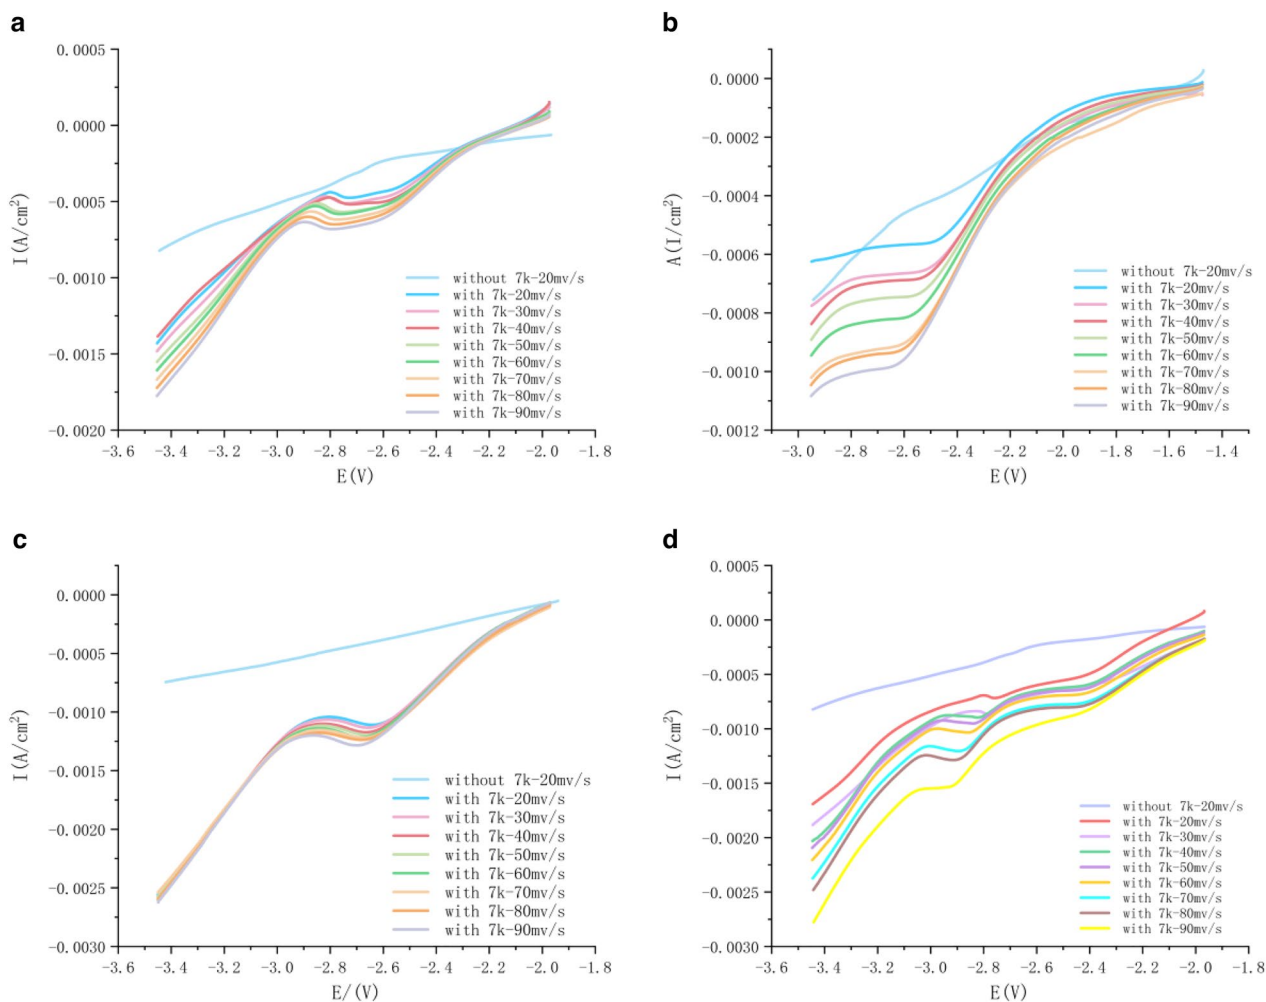 a
0.0005
0.0000
-0.0005
-0.0010
-0.0015
-0.0020
I(A/cm²)
without 7k-20mv/s
with 7k-20mv/s
with 7k-30mv/s
with 7k-40mv/s
with 7k-50mv/s
with 7k-60mv/s
with 7k-70mv/s
with 7k-80mv/s
with 7k-90mv/s
-3.6 -3.4 -3.2 -3.0 -2.8 -2.6 -2.4 -2.2 -2.0 -1.8
E(V)
b
0.0000
-0.0002
-0.0004
-0.0006
-0.0008
-0.0010
-0.0012
A(I/cm²)
without 7k-20mv/s
with 7k-20mv/s
with 7k-30mv/s
with 7k-40mv/s
with 7k-50mv/s
with 7k-60mv/s
with 7k-70mv/s
with 7k-80mv/s
with 7k-90mv/s
-3.0 -2.8 -2.6 -2.4 -2.2 -2.0 -1.8 -1.6 -1.4
E(V)
c
0.0000
-0.0005
-0.0010
-0.0015
-0.0020
-0.0025
-0.0030
I(A/cm²)
without 7k-20mv/s
with 7k-20mv/s
with 7k-30mv/s
with 7k-40mv/s
with 7k-50mv/s
with 7k-60mv/s
with 7k-70mv/s
with 7k-80mv/s
with 7k-90mv/s
-3.6 -3.4 -3.2 -3.0 -2.8 -2.6 -2.4 -2.2 -2.0 -1.8
E/(V)
d
0.0005
0.0000
-0.0005
-0.0010
-0.0015
-0.0020
-0.0025
-0.0030
I(A/cm²)
without 7k-20mv/s
with 7k-20mv/s
with 7k-30mv/s
with 7k-40mv/s
with 7k-50mv/s
with 7k-60mv/s
with 7k-70mv/s
with 7k-80mv/s
with 7k-90mv/s
-3.6 -3.4 -3.2 -3.0 -2.8 -2.6 -2.4 -2.2 -2.0 -1.8
E(V)